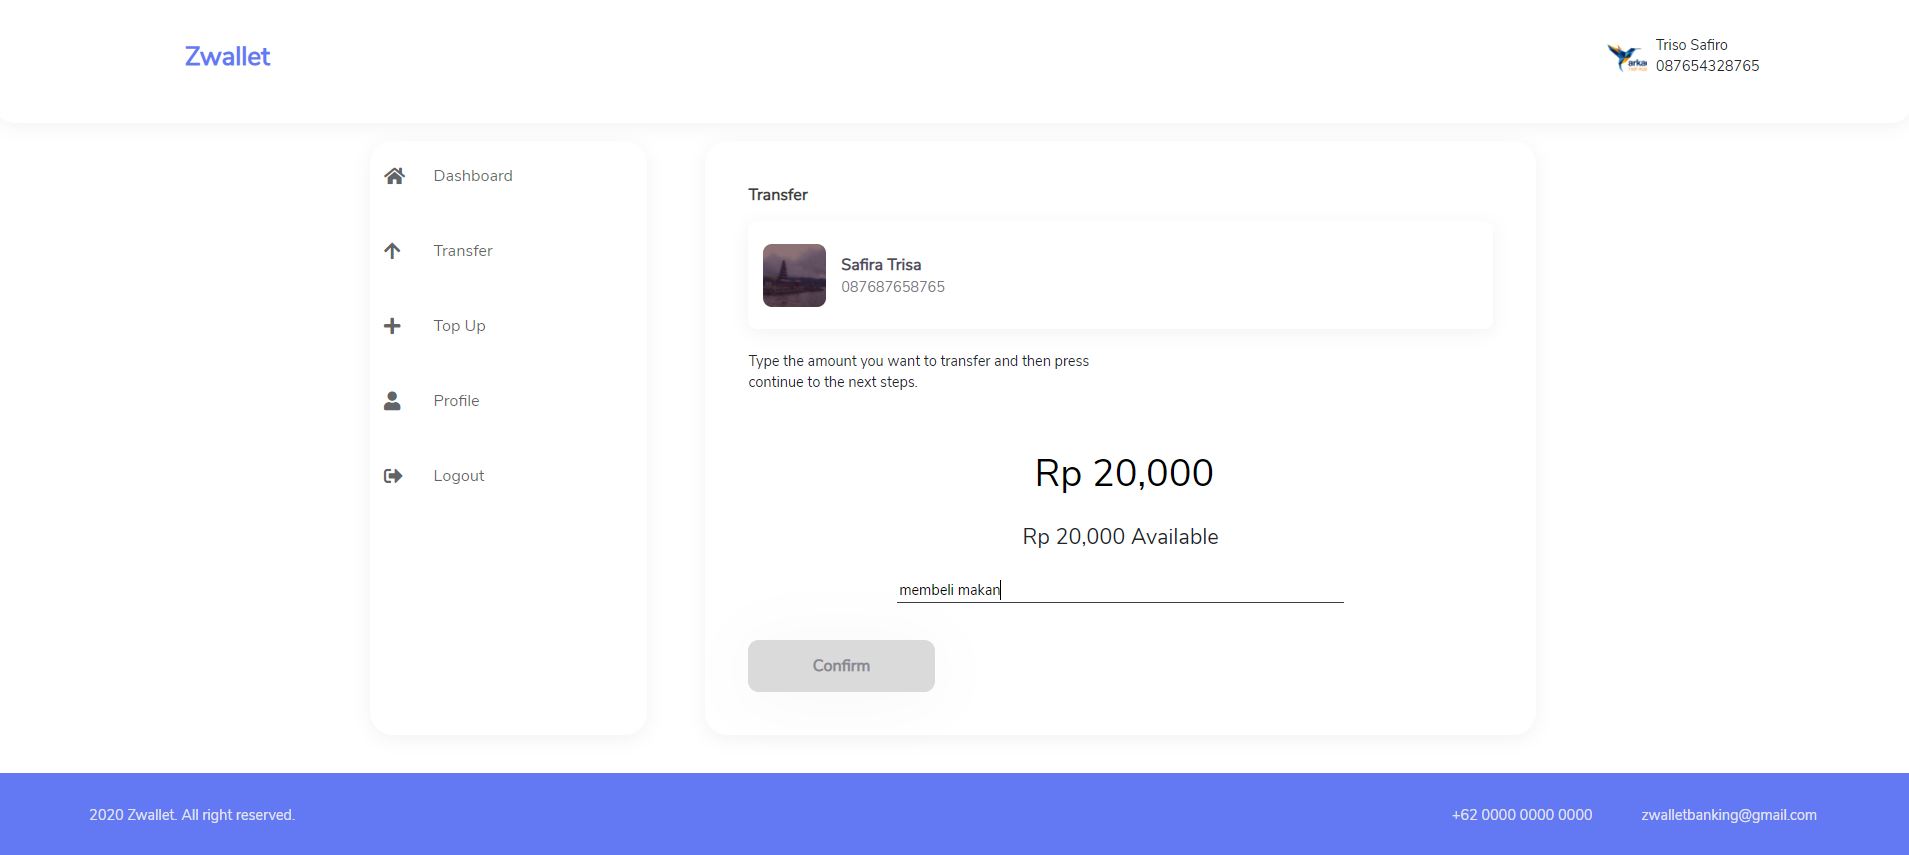 Zwallet
Triso Safiro
087654328765
Dashboard
Transfer
Top Up
Profile
Logout
Transfer
Safira Trisa
087687658765
Type the amount you want to transfer and then press
continue to the next steps.
Rp 20,000
Rp 20,000 Available
membeli makan
Confirm
2020 Zwallet. All right reserved.
+62 0000 0000 0000
zwalletbanking@gmail.com